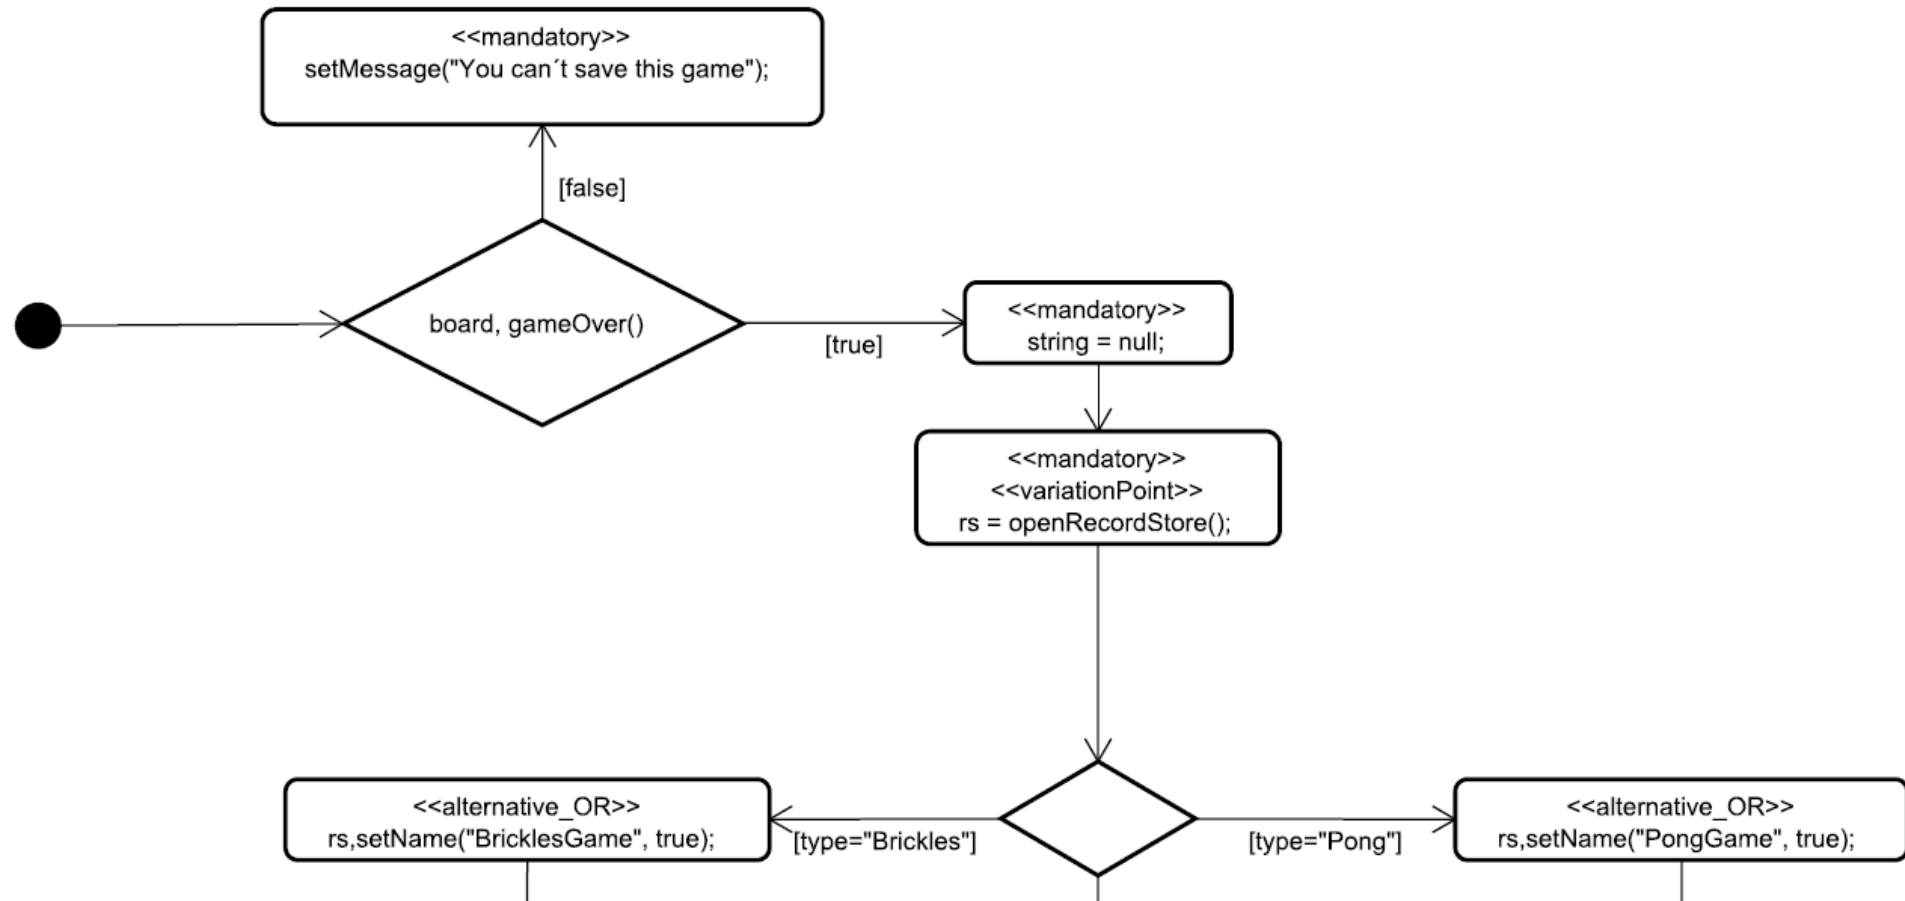 <<mandatory>>
setMessage("You can´t save this game");
[false]
board, gameOver()
[true]
<<mandatory>>
string = null;
<<mandatory>>
<<variationPoint>>
rs = openRecordStore();
<<alternative_OR>>
rs,setName("BricklesGame", true);
[type="Brickles"]
[type="Pong"]
<<alternative_OR>>
rs,setName("PongGame", true);